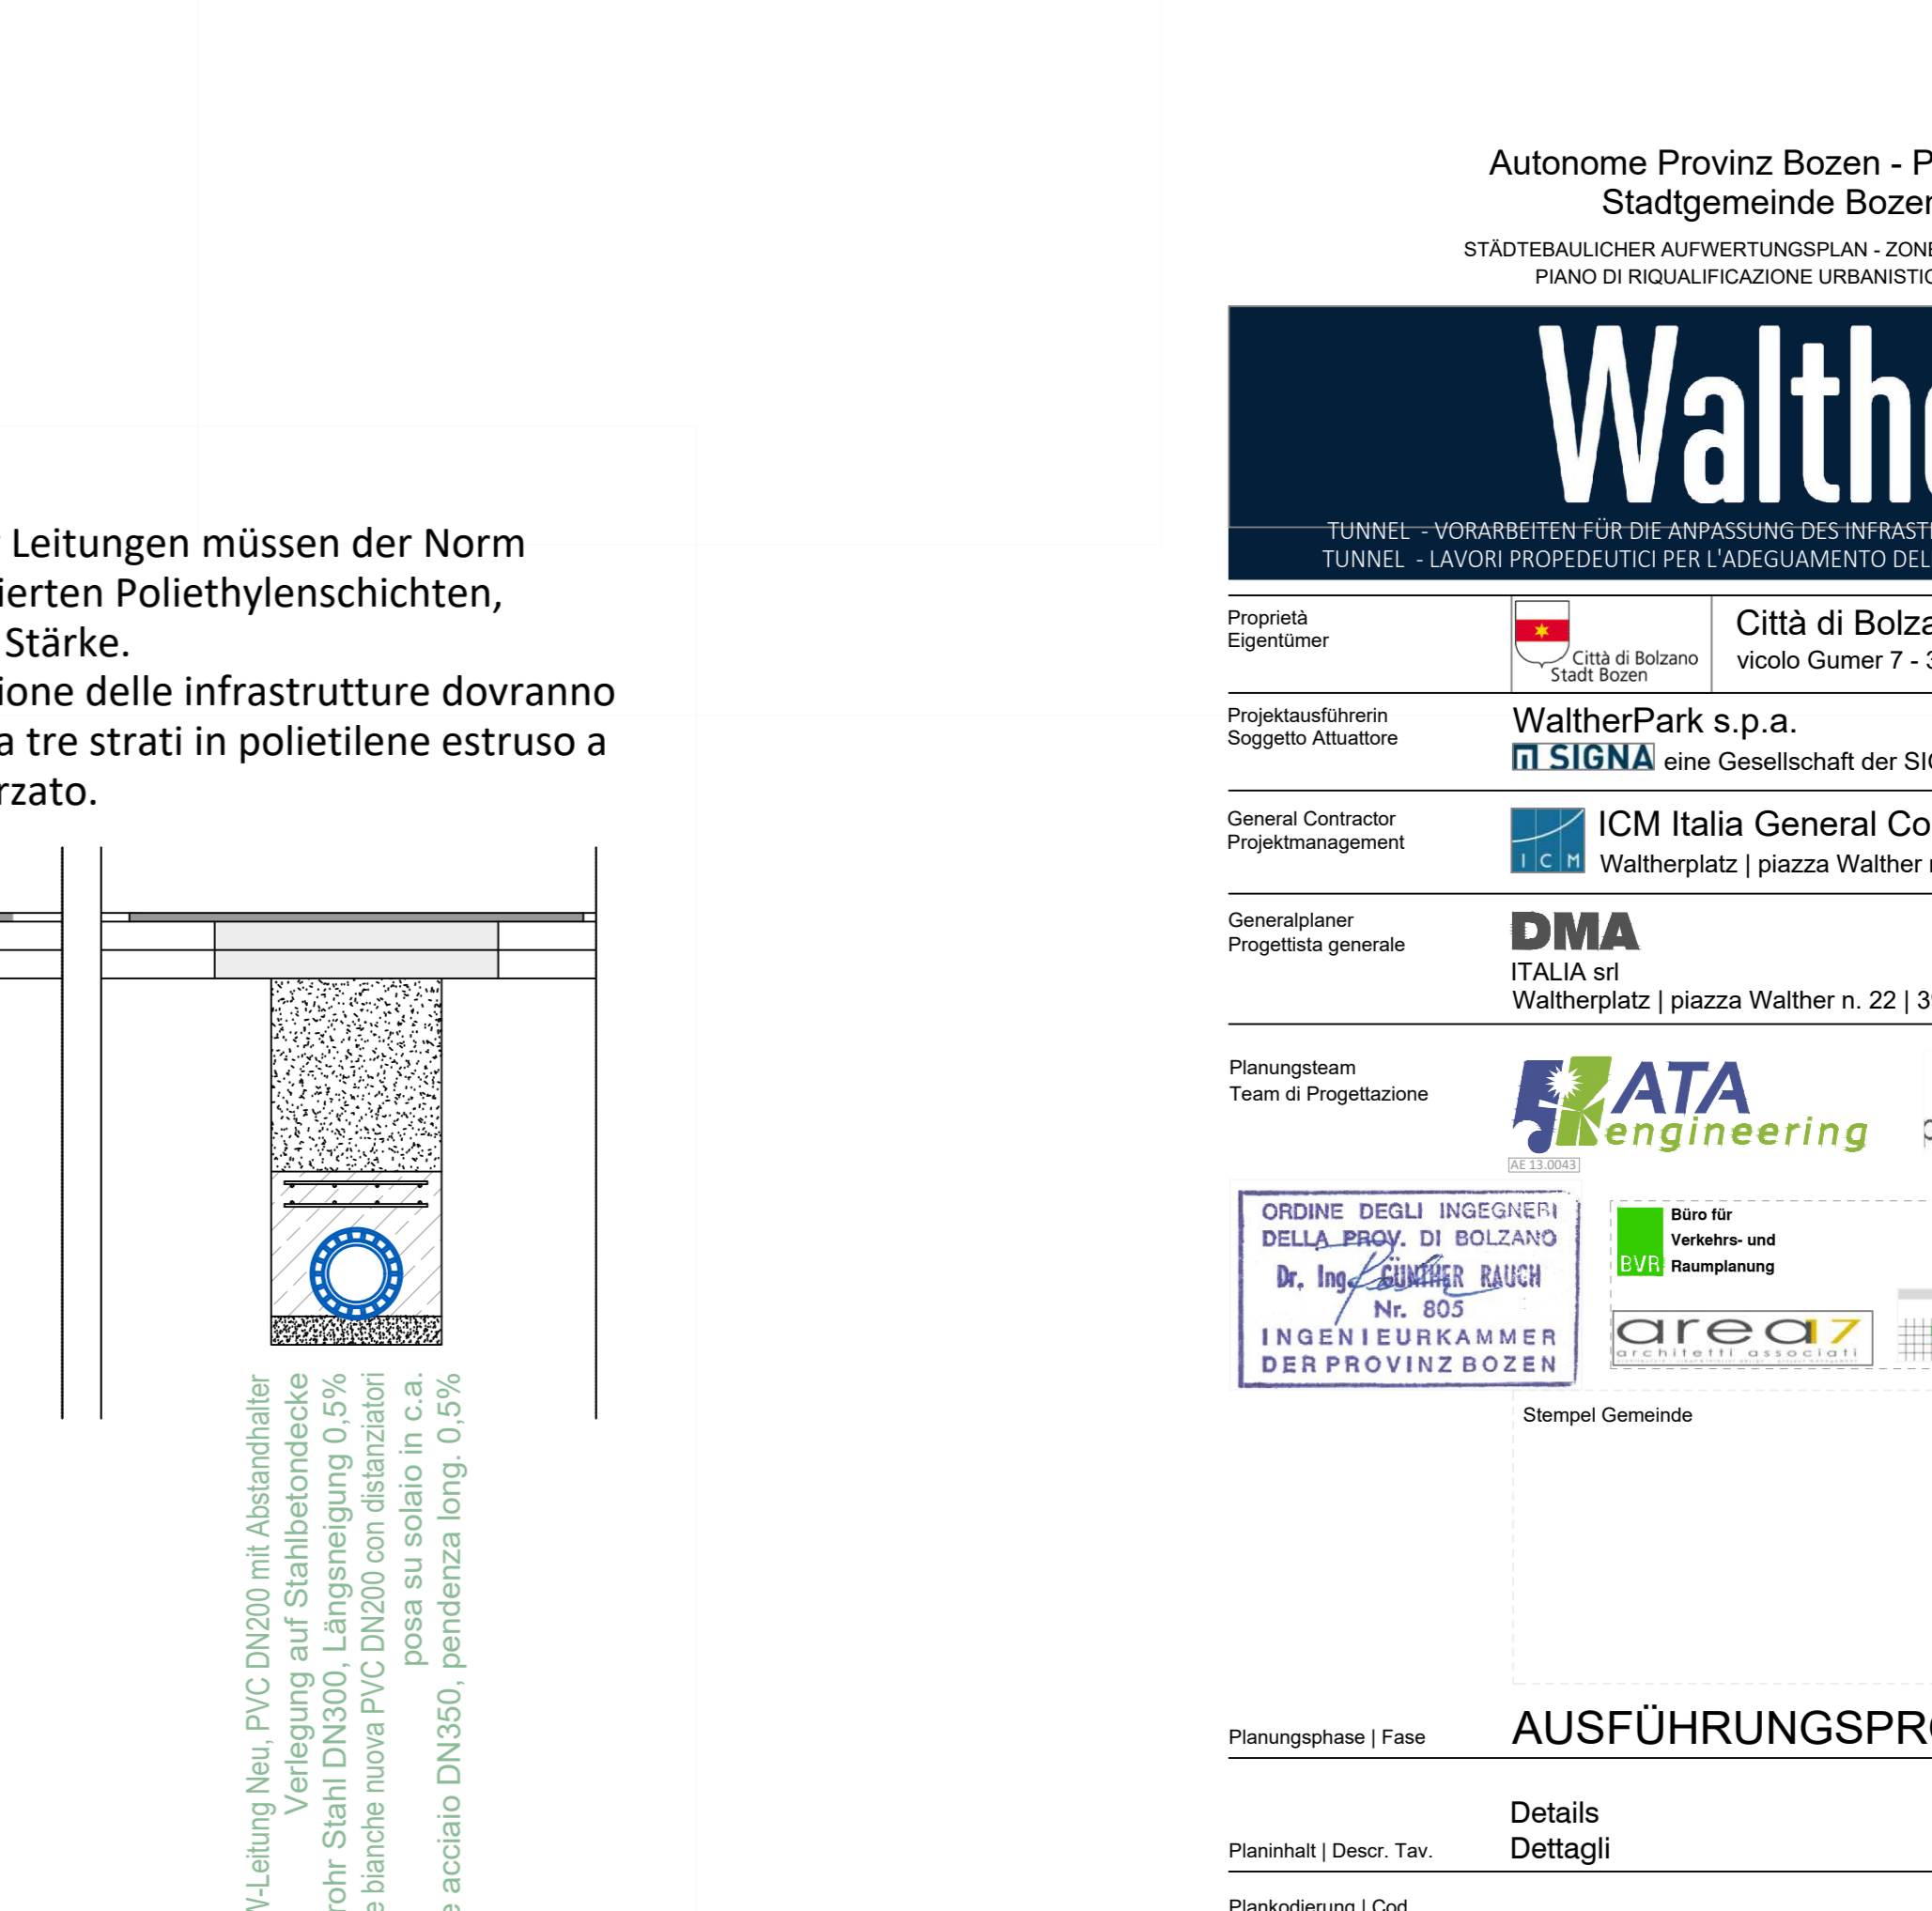 Leitungen müssen der Norm
ierten Poliethylenschichten,
Stärke.
ione delle infrastrutture dovranno
a tre strati in polietilene estruso a
rzato.
W-Leitung Neu, PVC DN200 mit Abstandhalter
Verlegung auf Stahlbetondecke
rohr Stahl DN300, Längsneigung 0,5%
e bianche nuova PVC DN200 con distanziatori
posa su solaio in c.a.
e acciaio DN350, pendenza long. 0,5%
Autonome Provinz Bozen - P
Stadtgemeinde Bozen
STÄDTEBAULICHER AUFWERTUNGSPLAN - ZONE
PIANO DI RIQUALIFICAZIONE URBANISTIC
Walthe
TUNNEL - VORARBEITEN FÜR DIE ANPASSUNG DES INFRAST
TUNNEL - LAVORI PROPEDEUTICI PER L'ADEGUAMENTO DEL
Proprietà
Eigentümer
Città di Bolzano
Stadt Bozen
Città di Bolza
vicolo Gumer 7 - 3
Projektausführerin
Soggetto Attuattore
WaltherPark s.p.a.
SIGNA eine Gesellschaft der SIG
General Contractor
Projektmanagement
ICM
ICM Italia General Co
Waltherplatz | piazza Walther n
Generalplaner
Progettista generale
DMA
ITALIA srl
Waltherplatz | piazza Walther n. 22 | 3
Planungsteam
Team di Progettazione
ATA
engineering
p
AE 13.0043
ORDINE DEGLI INGEGNERI
DELLA PROV. DI BOLZANO
Dr. Ing. GÜNTHER RAUCH
Nr. 805
INGENIEURKAMMER
DER PROVINZ BOZEN
BVR
Büro für
Verkehrs- und
Raumplanung
area17
architetti associati
Stempel Gemeinde
Planungsphase | Fase
AUSFÜHRUNGSPRO
Details
Planinhalt | Descr. Tav.
Dettagli
Plankodierung | Cod